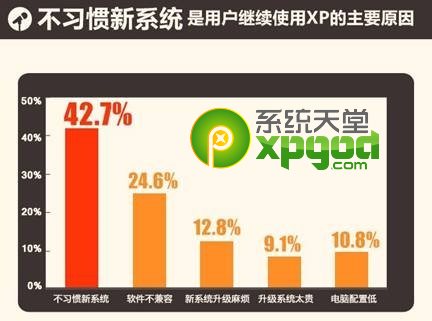 不习惯新系统 是用户继续使用XP的主要原因
50%
40%
30%
20%
10%
0%
42.7%
24.6%
12.8%
9.1%
10.8%
系统天堂
xpgod
.com
不习惯新系统 软件不兼容 新系统升级麻烦 升级系统太贵 电脑配置低